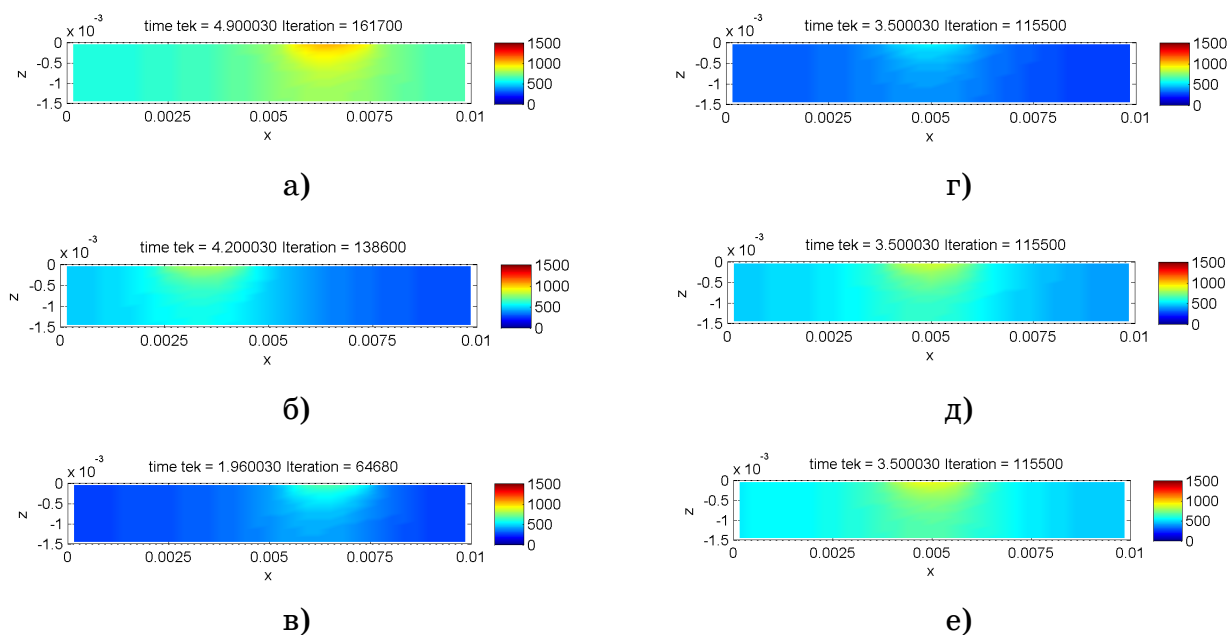 time tek = 4.900030 Iteration = 161700
x 10⁻³
0
-0.5
-1
-1.5
z
0 0.0025 0.005 0.0075 0.01
x
1500
1000
500
0
а)
time tek = 4.200030 Iteration = 138600
x 10⁻³
0
-0.5
-1
-1.5
z
0 0.0025 0.005 0.0075 0.01
x
1500
1000
500
0
б)
time tek = 1.960030 Iteration = 64680
x 10⁻³
0
-0.5
-1
-1.5
z
0 0.0025 0.005 0.0075 0.01
x
1500
1000
500
0
в)
time tek = 3.500030 Iteration = 115500
x 10⁻³
0
-0.5
-1
-1.5
z
0 0.0025 0.005 0.0075 0.01
x
1500
1000
500
0
г)
time tek = 3.500030 Iteration = 115500
x 10⁻³
0
-0.5
-1
-1.5
z
0 0.0025 0.005 0.0075 0.01
x
1500
1000
500
0
д)
time tek = 3.500030 Iteration = 115500
x 10⁻³
0
-0.5
-1
-1.5
z
0 0.0025 0.005 0.0075 0.01
x
1500
1000
500
0
е)